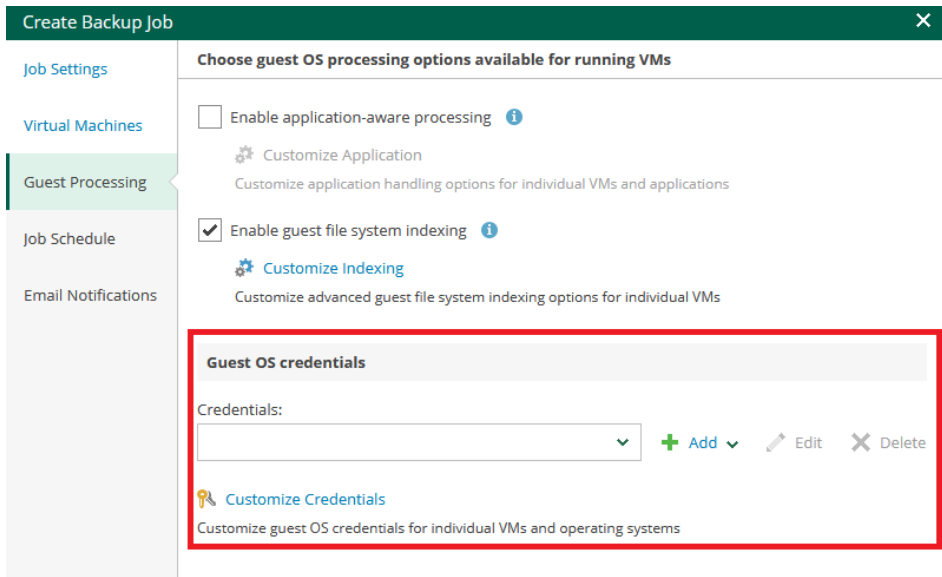 Create Backup Job
Job Settings
Virtual Machines
Guest Processing
Job Schedule
Email Notifications
Choose guest OS processing options available for running VMs
Enable application-aware processing
Customize Application
Customize application handling options for individual VMs and applications
Enable guest file system indexing
Customize Indexing
Customize advanced guest file system indexing options for individual VMs
Guest OS credentials
Credentials:
Add Edit Delete
Customize Credentials
Customize guest OS credentials for individual VMs and operating systems